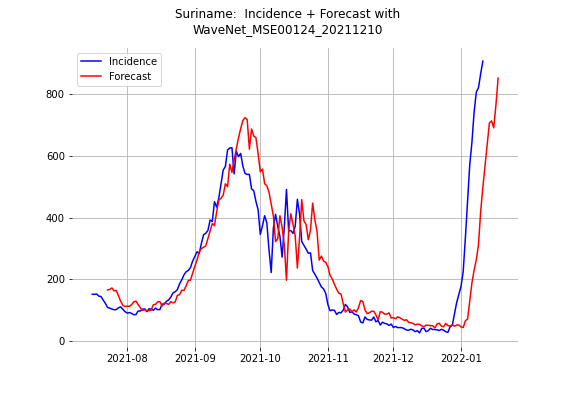 Suriname:  Incidence + Forecast with
WaveNet_MSE00124_20211210
Incidence
Forecast
800
600
400
200
0
2021-08
2021-09
2021-10
2021-11
2021-12
2022-01